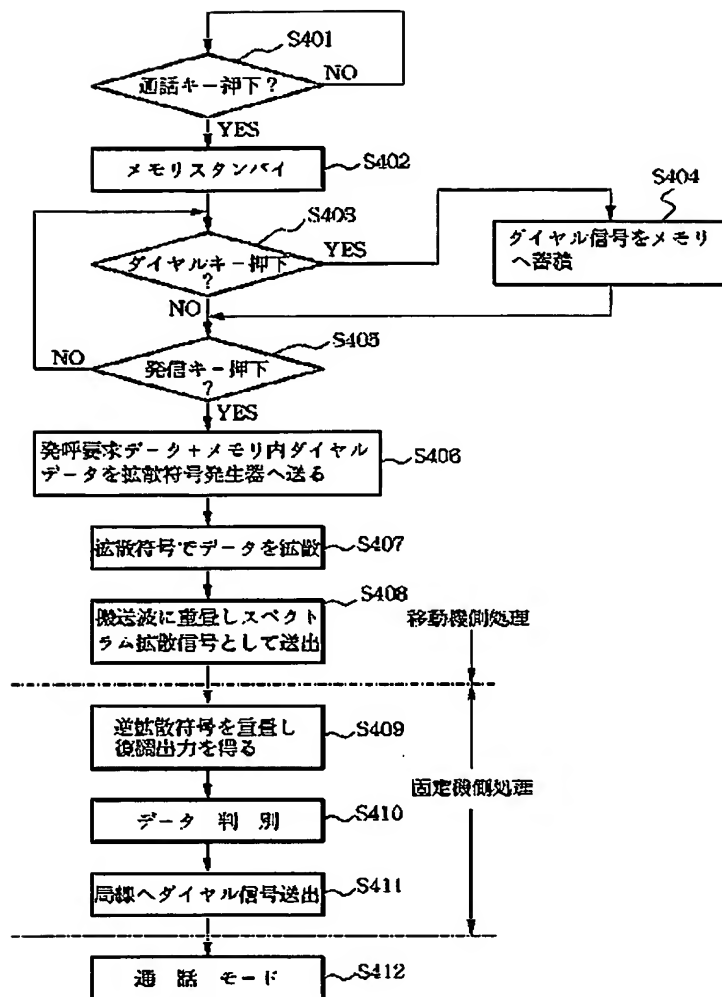 S401
通話キー押下？
NO
YES
メモリスタンバイ
S402
S403
ダイヤルキー押下
？
YES
NO
S404
ダイヤル信号をメモリ
へ蓄積
S405
発信キー押下
？
NO
YES
発呼要求データ＋メモリ内ダイヤル
データを拡散符号発生器へ送る
S406
拡散符号でデータを拡散
S407
S408
搬送波に重畳しスペクト
ラム拡散信号として送出
移動機側処理
逆拡散符号を重畳し
復調出力を得る
S409
固定機側処理
データ 判別
S410
局線へダイヤル信号送出
S411
通話 モード
S412